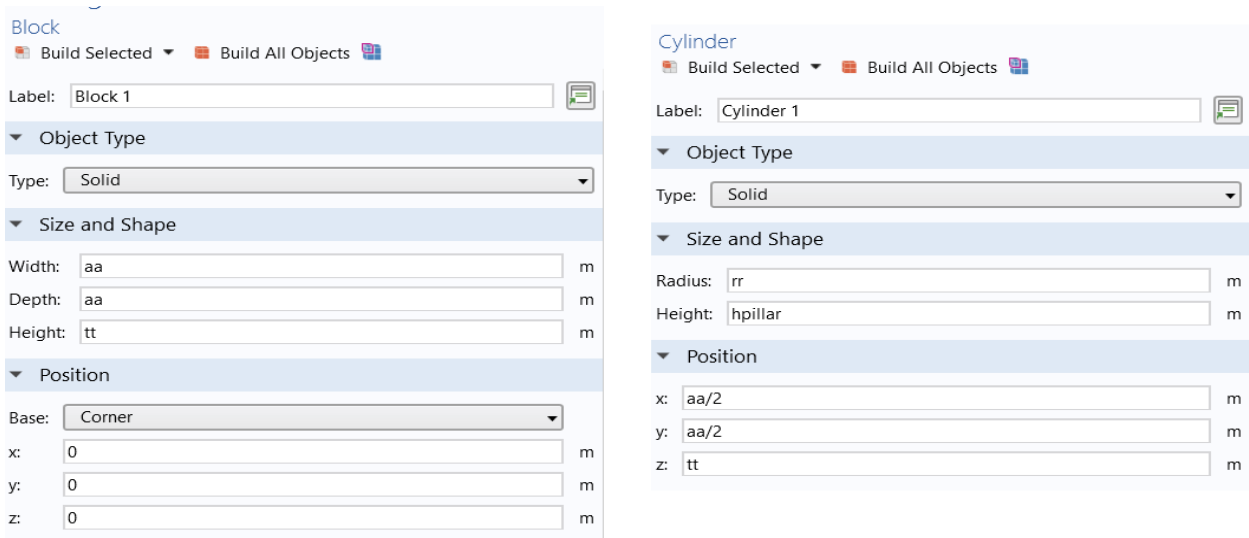 Block
Build Selected Build All Objects
Label: Block 1
Object Type
Type: Solid
Size and Shape
Width: aa m
Depth: aa m
Height: tt m
Position
Base: Corner
x: 0 m
y: 0 m
z: 0 m
Cylinder
Build Selected Build All Objects
Label: Cylinder 1
Object Type
Type: Solid
Size and Shape
Radius: rr m
Height: hpillar m
Position
x: aa/2 m
y: aa/2 m
z: tt m